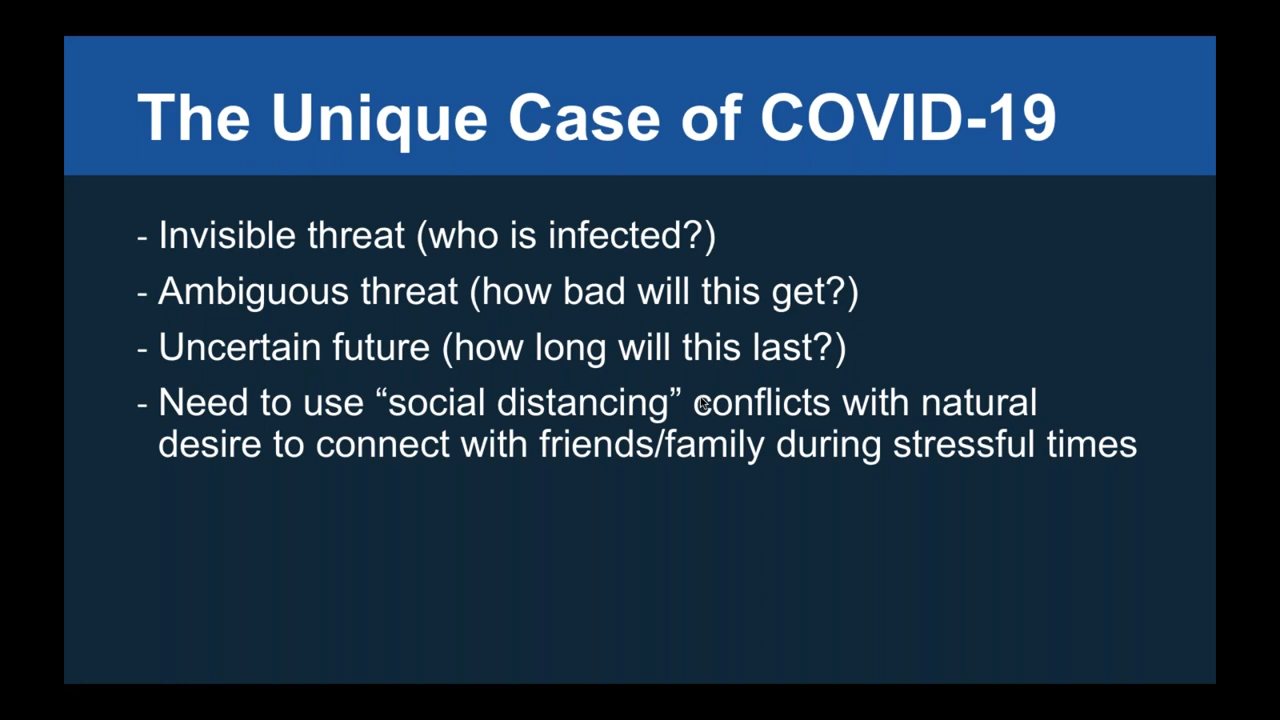 The Unique Case of COVID-19
- Invisible threat (who is infected?)
- Ambiguous threat (how bad will this get?)
- Uncertain future (how long will this last?)
- Need to use “social distancing” conflicts with natural
desire to connect with friends/family during stressful times